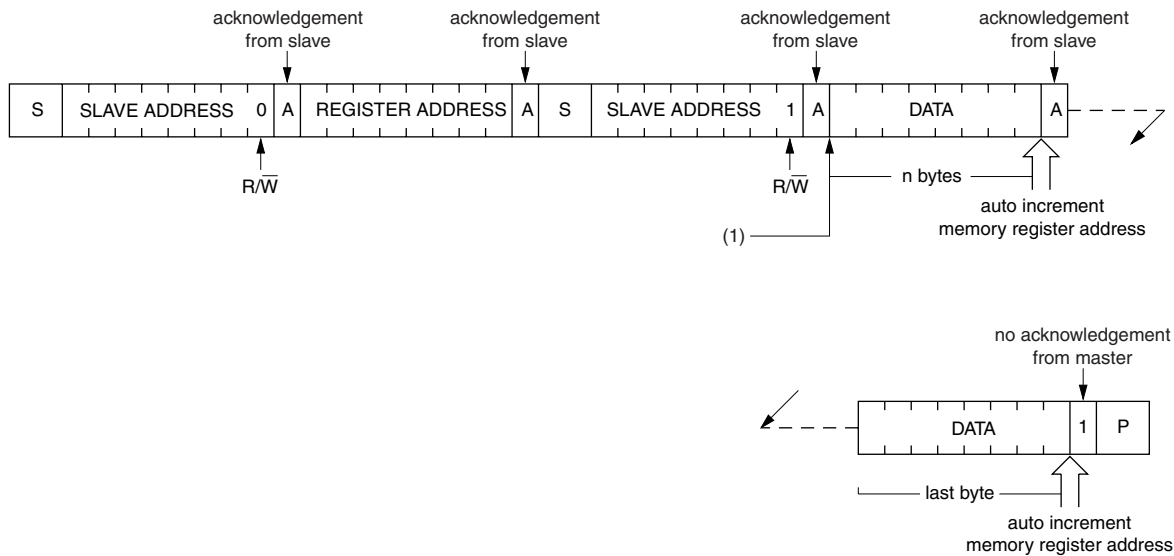 acknowledgement from slave
acknowledgement from slave
acknowledgement from slave
acknowledgement from slave
S SLAVE ADDRESS 0 A REGISTER ADDRESS A S SLAVE ADDRESS 1 A DATA A
R/W̅
R/W̅
n bytes
auto increment
memory register address
(1)
no acknowledgement
from master
DATA 1 P
last byte
auto increment
memory register address